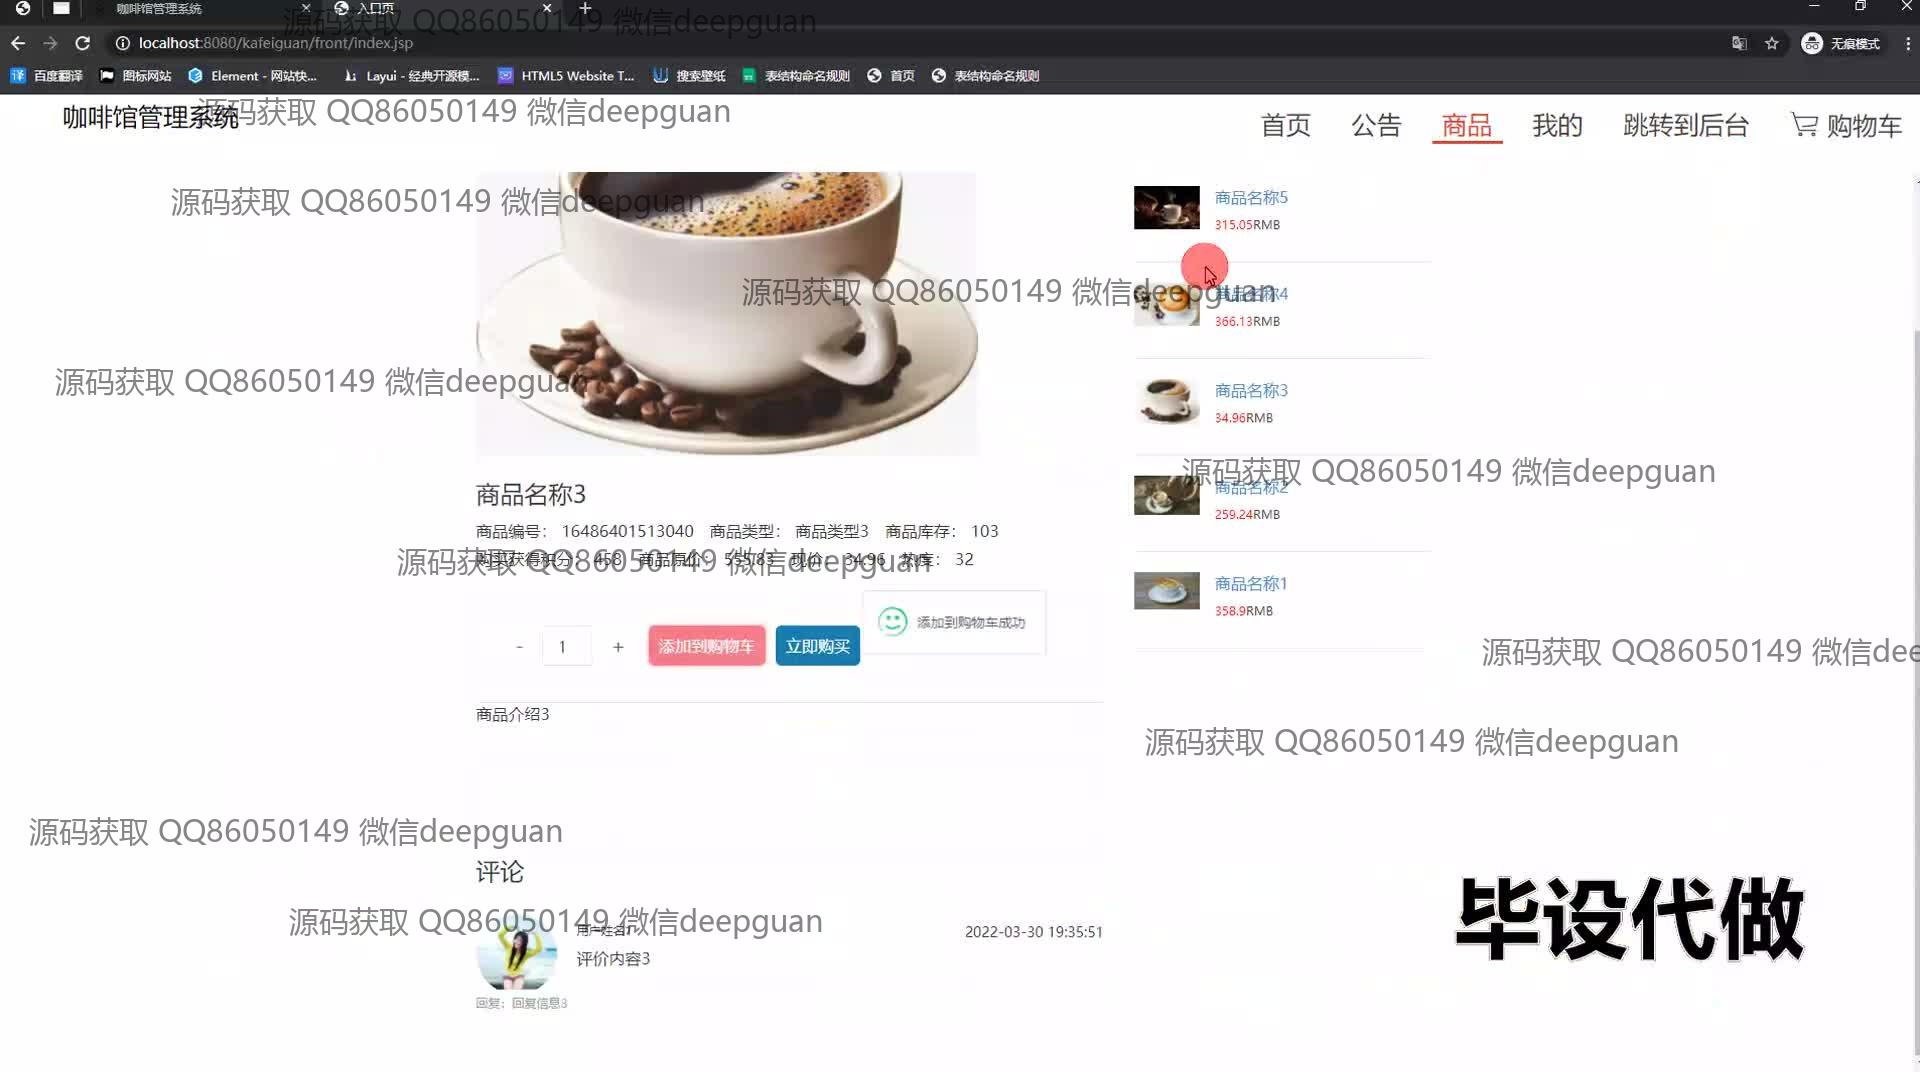 咖啡馆管理系统
入口页
源码获取 QQ86050149 微信deepguan
localhost:8080/kafeiguan/front/index.jsp
无痕模式
百度翻译
图标网站
Element - 网站快...
Layui - 经典开源模...
HTML5 Website T...
搜索壁纸
表结构命名规则
首页
表结构命名规则
咖啡馆管理系统
源码获取 QQ86050149 微信deepguan
首页
公告
商品
我的
跳转到后台
购物车
源码获取 QQ86050149 微信deepguan
商品名称5
315.05RMB
源码获取 QQ86050149 微信deepguan
商品名称4
366.13RMB
源码获取 QQ86050149 微信deepguan
商品名称3
34.96RMB
源码获取 QQ86050149 微信deepguan
商品名称2
259.24RMB
商品名称1
358.9RMB
商品名称3
商品编号： 16486401513040 商品类型： 商品类型3 商品库存： 103
购买获得积分： 458 商品原价： 555.83 现价： 34.96 热度： 32
源码获取 QQ86050149 微信deepguan
添加到购物车成功
- 1 +
添加到购物车
立即购买
源码获取 QQ86050149 微信dee
商品介绍3
源码获取 QQ86050149 微信deepguan
源码获取 QQ86050149 微信deepguan
评论
源码获取 QQ86050149 微信deepguan
2022-03-30 19:35:51
评价内容3
回复：回复信息3
毕设代做